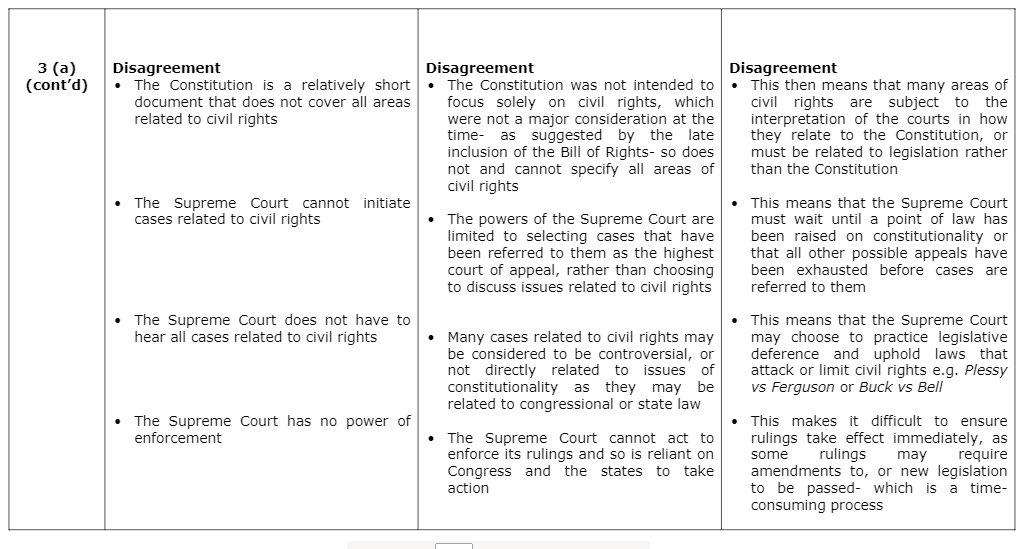 3 (a)
(cont’d)
Disagreement
• The Constitution is a relatively short
document that does not cover all areas
related to civil rights
• The Supreme Court cannot initiate
cases related to civil rights
• The Supreme Court does not have to
hear all cases related to civil rights
• The Supreme Court has no power of
enforcement
Disagreement
• The Constitution was not intended to
focus solely on civil rights, which
were not a major consideration at the
time- as suggested by the late
inclusion of the Bill of Rights- so does
not and cannot specify all areas of
civil rights
• The powers of the Supreme Court are
limited to selecting cases that have
been referred to them as the highest
court of appeal, rather than choosing
to discuss issues related to civil rights
• Many cases related to civil rights may
be considered to be controversial, or
not directly related to issues of
constitutionality as they may be
related to congressional or state law
• The Supreme Court cannot act to
enforce its rulings and so is reliant on
Congress and the states to take
action
Disagreement
• This then means that many areas of
civil rights are subject to the
interpretation of the courts in how
they relate to the Constitution, or
must be related to legislation rather
than the Constitution
• This means that the Supreme Court
must wait until a point of law has
been raised on constitutionality or
that all other possible appeals have
been exhausted before cases are
referred to them
• This means that the Supreme Court
may choose to practice legislative
deference and uphold laws that
attack or limit civil rights e.g. Plessy
vs Ferguson or Buck vs Bell
• This makes it difficult to ensure
rulings take effect immediately, as
some rulings may require
amendments to, or new legislation
to be passed- which is a time-
consuming process